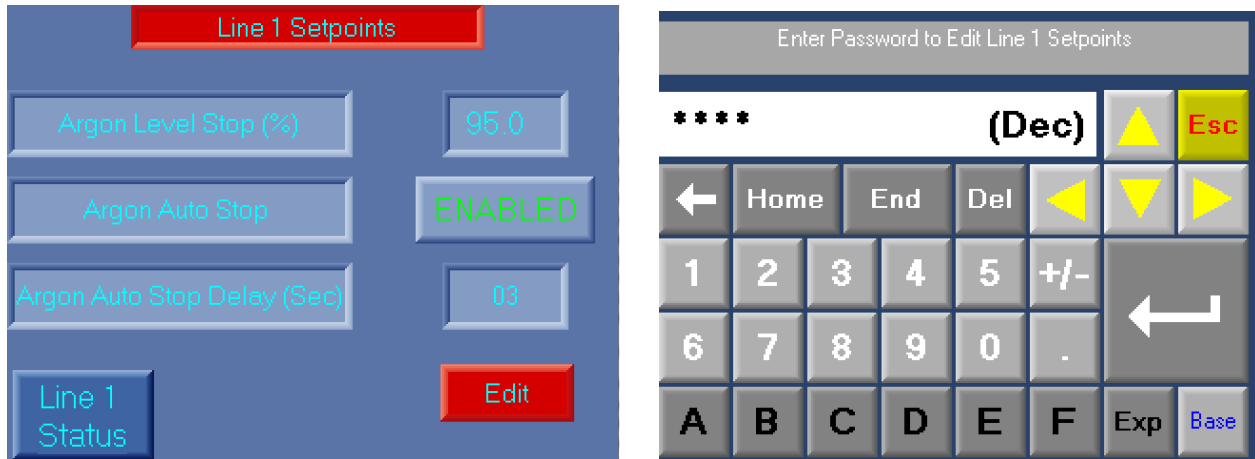 Line 1 Setpoints
Argon Level Stop (%)
95.0
Argon Auto Stop
ENABLED
Argon Auto Stop Delay (Sec)
03
Line 1
Status
Edit
Enter Password to Edit Line 1 Setpoints
**** (Dec)
Esc
Home End Del
1 2 3 4 5 +/-
6 7 8 9 0 .
A B C D E F Exp Base